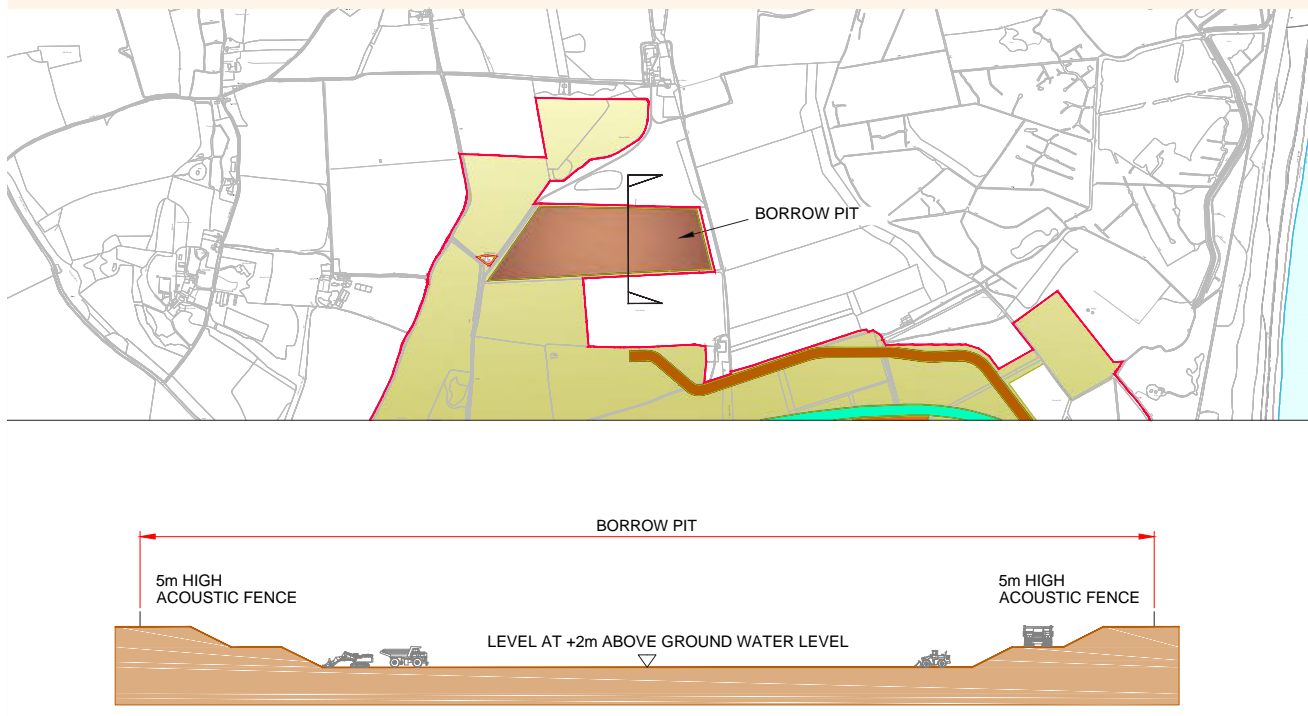 BORROW PIT
BORROW PIT
5m HIGH
ACOUSTIC FENCE
5m HIGH
ACOUSTIC FENCE
LEVEL AT +2m ABOVE GROUND WATER LEVEL